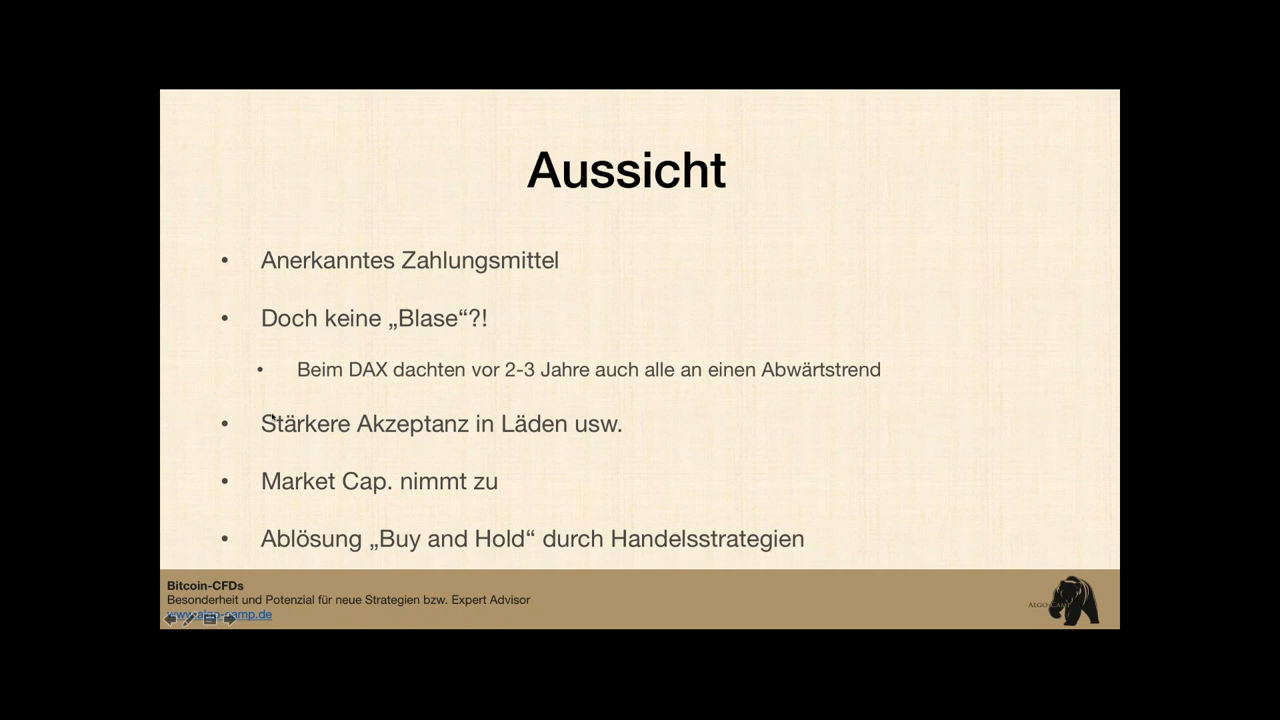 Aussicht
• Anerkanntes Zahlungsmittel
• Doch keine „Blase“?!
• Beim DAX dachten vor 2-3 Jahre auch alle an einen Abwärtstrend
• Stärkere Akzeptanz in Läden usw.
• Market Cap. nimmt zu
• Ablösung „Buy and Hold“ durch Handelsstrategien
Bitcoin-CFDs
Besonderheit und Potenzial für neue Strategien bzw. Expert Advisor
www.algo-camp.de
ALGO-CAMP